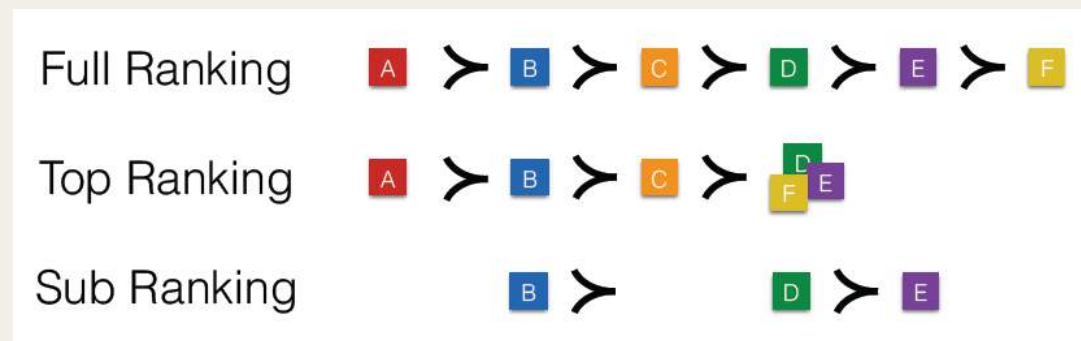 Full Ranking A ≻ B ≻ C ≻ D ≻ E ≻ F
Top Ranking A ≻ B ≻ C ≻ D E F
Sub Ranking B ≻ D ≻ E